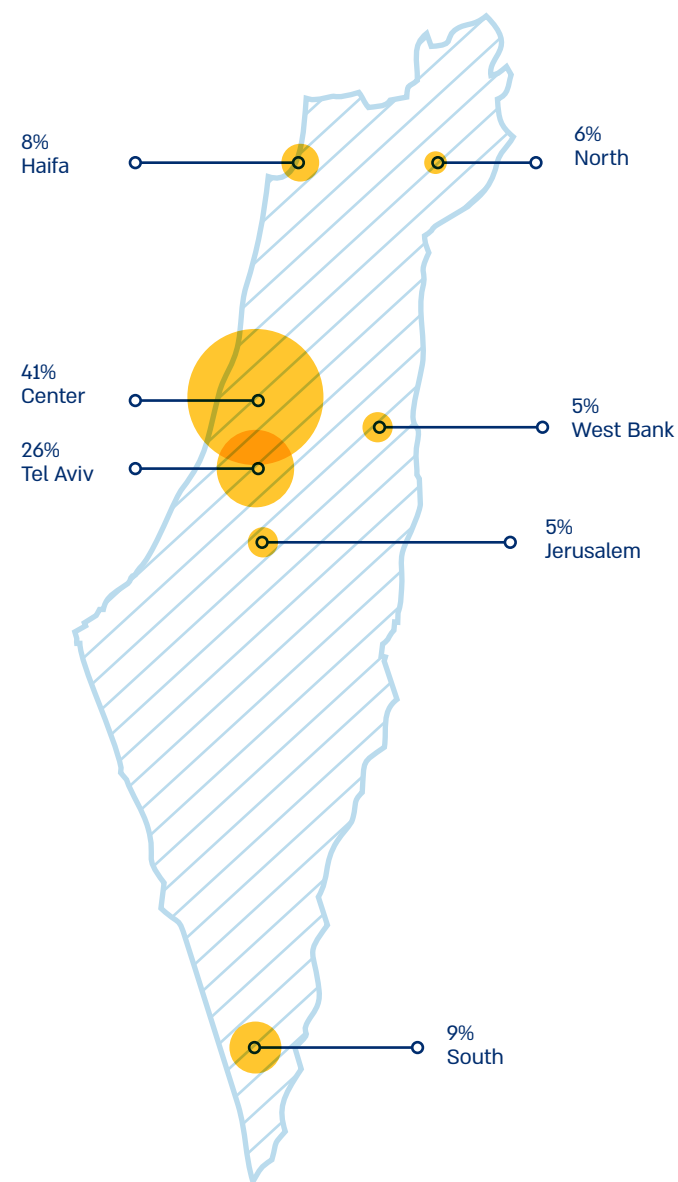 8%
Haifa
6%
North
41%
Center
5%
West Bank
26%
Tel Aviv
5%
Jerusalem
9%
South